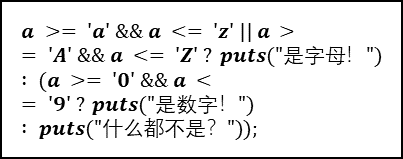 a >= 'a' && a <= 'z' || a >
= 'A' && a <= 'Z' ? puts("是字母！")
: (a >= '0' && a <
= '9' ? puts("是数字！")
: puts("什么都不是？"));